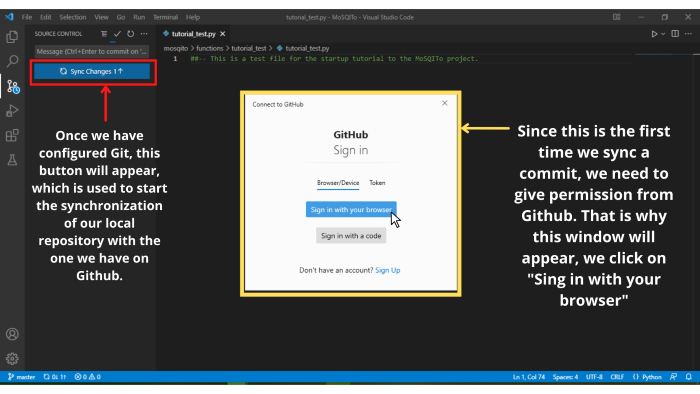 File Edit Selection View Go Run Terminal Help
tutorial_test.py - MoSQITo - Visual Studio Code
SOURCE CONTROL
tutorial_test.py
Message (Ctrl+Enter to commit on '...
mosqito > functions > tutorial_test > tutorial_test.py
1 ##-- This is a test file for the startup tutorial to the MoSQITo project.
Sync Changes 1↑
Once we have
configured Git, this
button will appear,
which is used to start
the synchronization
of our local
repository with the
one we have on
Github.
Connect to GitHub
GitHub
Sign in
Browser/Device Token
Sign in with your browser
Sign in with a code
Don't have an account? Sign Up
Since this is the first
time we sync a
commit, we need to
give permission from
Github. That is why
this window will
appear, we click on
"Sing in with your
browser"
master 0↓ 1↑ 0 0
Ln 1, Col 74 Spaces: 4 UTF-8 CRLF Python